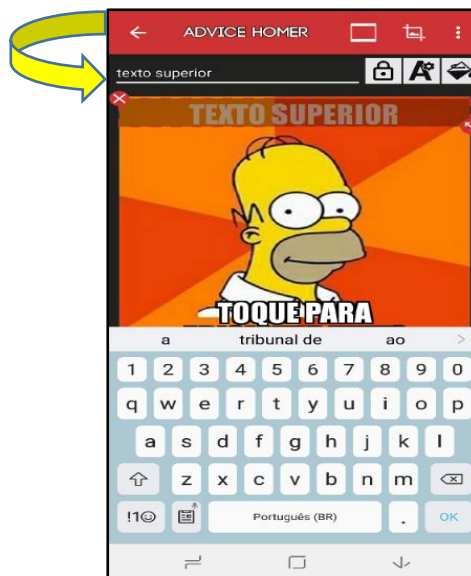 ADVICE HOMER
texto superior
TEXTO SUPERIOR
TOQUE PARA
a tribunal de ao
1 2 3 4 5 6 7 8 9 0
q w e r t y u i o p
a s d f g h j k l
z x c v b n m
!1☺ Português (BR) . OK